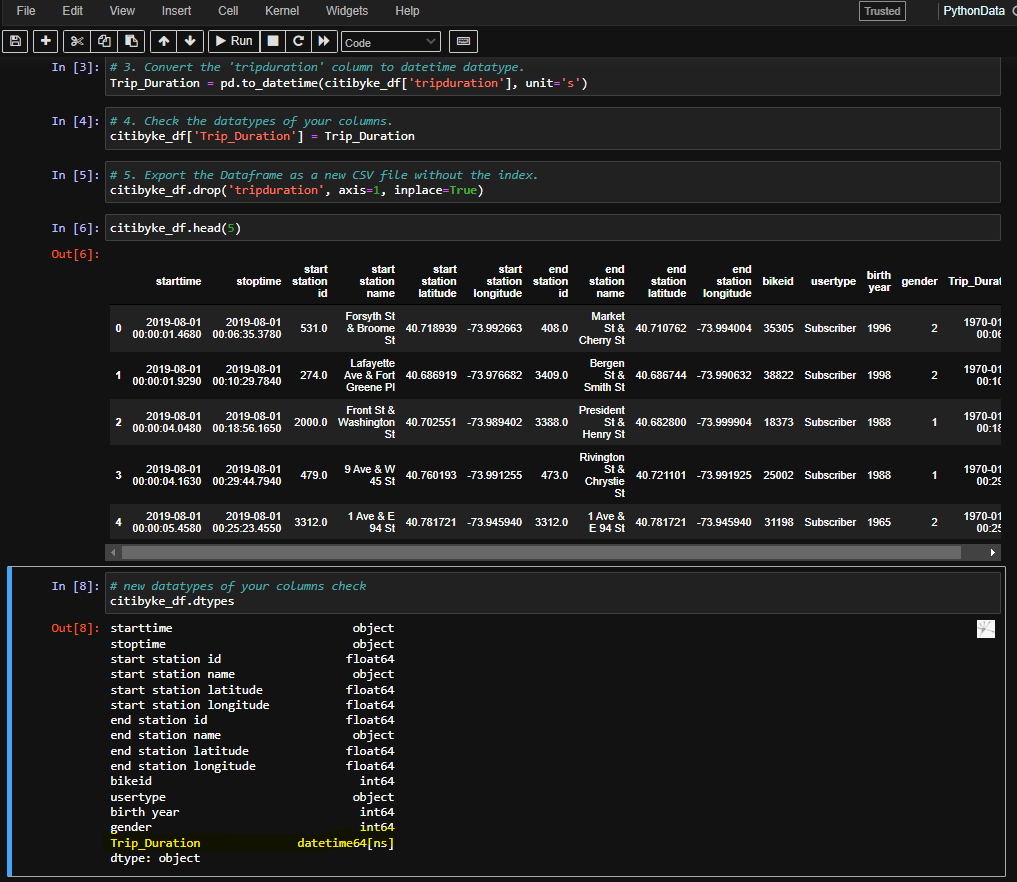 File Edit View Insert Cell Kernel Widgets Help Trusted PythonData
Run Code
In [3]: # 3. Convert the 'tripduration' column to datetime datatype.
Trip_Duration = pd.to_datetime(citibyke_df['tripduration'], unit='s')
In [4]: # 4. Check the datatypes of your columns.
citibyke_df['Trip_Duration'] = Trip_Duration
In [5]: # 5. Export the Dataframe as a new CSV file without the index.
citibyke_df.drop('tripduration', axis=1, inplace=True)
In [6]: citibyke_df.head(5)
Out[6]:
start start start start end end end end
starttime stoptime station station station station station station station station bikeid usertype birth gender Trip_Durat
id name latitude longitude id name latitude longitude year
Forsyth St Market
0 2019-08-01 2019-08-01 531.0 & Broome 40.718939 -73.992663 408.0 St & 40.710762 -73.994004 35305 Subscriber 1996 2 1970-01
00:00:01.4680 00:06:35.3780 St Cherry St 00:06
Lafayette Bergen
1 2019-08-01 2019-08-01 274.0 Ave & Fort 40.686919 -73.976682 3409.0 St & 40.686744 -73.990632 38822 Subscriber 1998 2 1970-01
00:00:01.9290 00:10:29.7840 Greene Pl Smith St 00:10
Front St & President
2 2019-08-01 2019-08-01 2000.0 Washington 40.702551 -73.989402 3388.0 St & 40.682800 -73.999904 18373 Subscriber 1988 1 1970-01
00:00:04.0480 00:18:56.1650 St Henry St 00:18
Rivington
3 2019-08-01 2019-08-01 479.0 9 Ave & W 40.760193 -73.991255 473.0 St & 40.721101 -73.991925 25002 Subscriber 1988 1 1970-01
00:00:04.1630 00:29:44.7940 45 St Chrystie 00:29
St
4 2019-08-01 2019-08-01 3312.0 1 Ave & E 40.781721 -73.945940 3312.0 1 Ave & 40.781721 -73.945940 31198 Subscriber 1965 2 1970-01
00:00:05.4580 00:25:23.4550 94 St E 94 St 00:25
In [8]: # new datatypes of your columns check
citibyke_df.dtypes
Out[8]: starttime object
stoptime object
start station id float64
start station name object
start station latitude float64
start station longitude float64
end station id float64
end station name object
end station latitude float64
end station longitude float64
bikeid int64
usertype object
birth year int64
gender int64
Trip_Duration datetime64[ns]
dtype: object